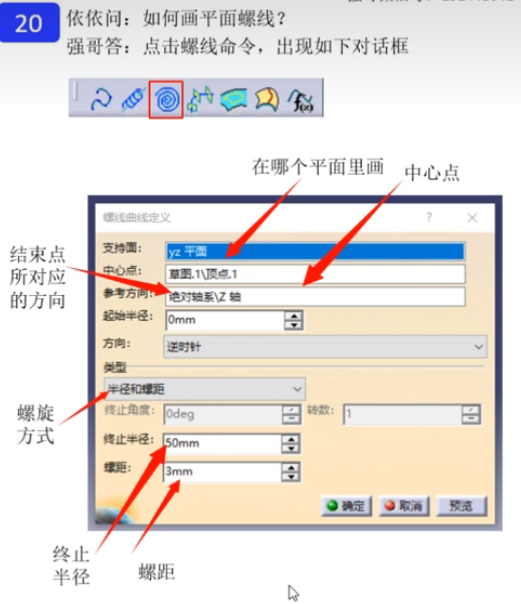 20
依依问：如何画平面螺线？
强哥答：点击螺线命令，出现如下对话框
f(x)
在哪个平面里画
中心点
螺线曲线定义
?
×
结束点
所对应
的方向
支持面：
yz 平面
中心点：
草图.1\顶点.1
参考方向：
绝对轴系\Z 轴
起始半径：
0mm
方向：
逆时针
类型
半径和螺距
螺旋
方式
终止角度：
0deg
转数：
1
终止半径：
50mm
螺距：
3mm
确定
取消
预览
终止
半径
螺距